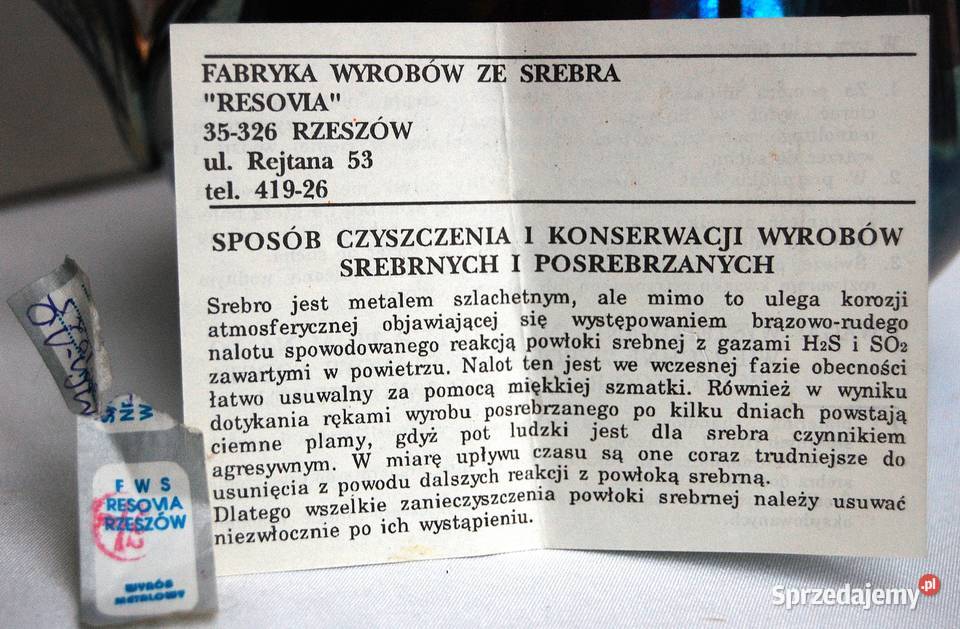 FABRYKA WYROBÓW ZE SREBRA
"RESOVIA"
35-326 RZESZÓW
ul. Rejtana 53
tel. 419-26
SPOSÓB CZYSZCZENIA I KONSERWACJI WYROBÓW
SREBRNYCH I POSREBRZANYCH
Srebro jest metalem szlachetnym, ale mimo to ulega korozji
atmosferycznej objawiającej się występowaniem brązowo-rudego
nalotu spowodowanego reakcją powłoki srebnej z gazami H2S i SO2
zawartymi w powietrzu. Nalot ten jest we wczesnej fazie obecności
łatwo usuwalny za pomocą miękkiej szmatki. Również w wyniku
dotykania rękami wyrobu posrebrzanego po kilku dniach powstają
ciemne plamy, gdyż pot ludzki jest dla srebra czynnikiem
agresywnym. W miarę upływu czasu są one coraz trudniejsze do
usunięcia z powodu dalszych reakcji z powłoką srebrną.
Dlatego wszelkie zanieczyszczenia powłoki srebrnej należy usuwać
niezwłocznie po ich wystąpieniu.
F W S
RESOVIA
RZESZÓW
WYRÓB
METALOWY
Sprzedajemy.pl